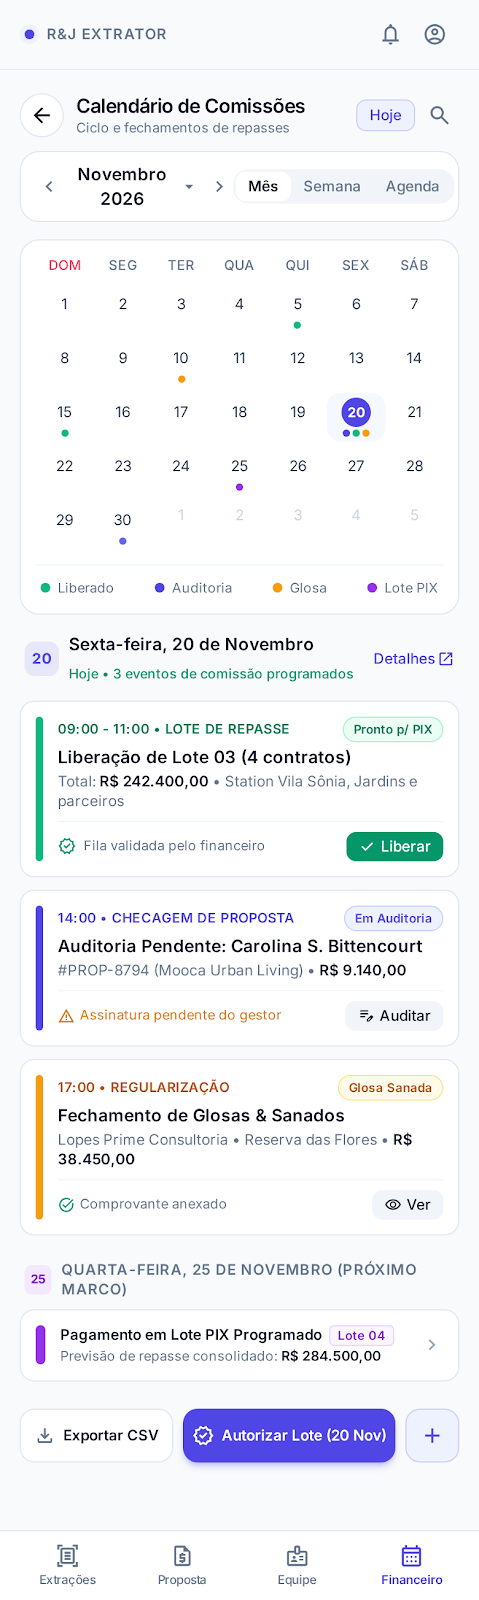 R&J EXTRATOR
Calendário de Comissões
Ciclo e fechamentos de repasses
Hoje
Novembro
2026
Mês Semana Agenda
DOM SEG TER QUA QUI SEX SÁB
1 2 3 4 5 6 7
8 9 10 11 12 13 14
15 16 17 18 19 20 21
22 23 24 25 26 27 28
29 30 1 2 3 4 5
Liberado Auditoria Glosa Lote PIX
20
Sexta-feira, 20 de Novembro
Hoje • 3 eventos de comissão programados
Detalhes
09:00 - 11:00 • LOTE DE REPASSE
Pronto p/ PIX
Liberação de Lote 03 (4 contratos)
Total: R$ 242.400,00 • Station Vila Sônia, Jardins e
parceiros
Fila validada pelo financeiro
Liberar
14:00 • CHECAGEM DE PROPOSTA
Em Auditoria
Auditoria Pendente: Carolina S. Bittencourt
#PROP-8794 (Mooca Urban Living) • R$ 9.140,00
Assinatura pendente do gestor
Auditar
17:00 • REGULARIZAÇÃO
Glosa Sanada
Fechamento de Glosas & Sanados
Lopes Prime Consultoria • Reserva das Flores • R$
38.450,00
Comprovante anexado
Ver
25
QUARTA-FEIRA, 25 DE NOVEMBRO (PRÓXIMO
MARCO)
Pagamento em Lote PIX Programado
Lote 04
Previsão de repasse consolidado: R$ 284.500,00
Exportar CSV
Autorizar Lote (20 Nov)
Extrações Proposta Equipe Financeiro